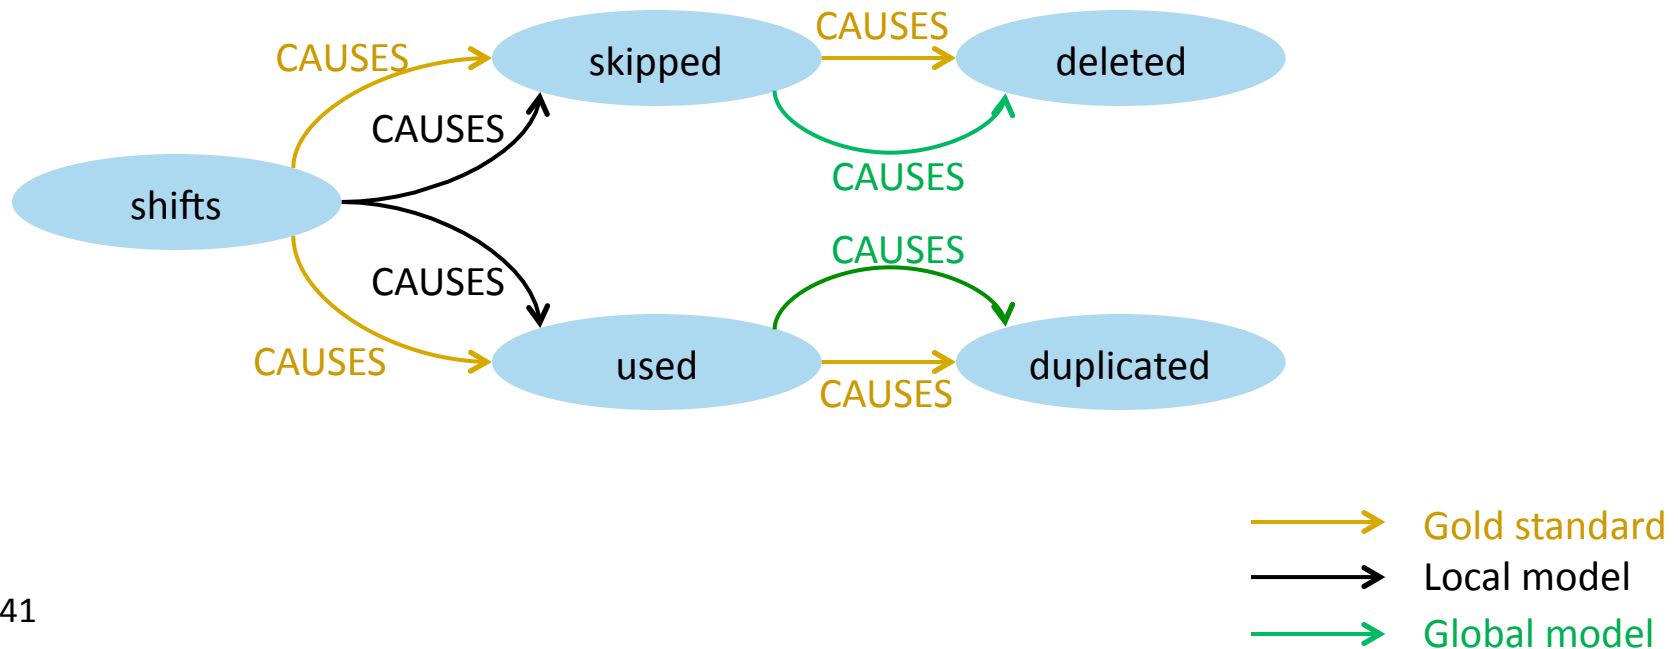 CAUSES
skipped
CAUSES
deleted
CAUSES
CAUSES
shifts
CAUSES
CAUSES
CAUSES
used
CAUSES
duplicated
Gold standard
Local model
Global model
41